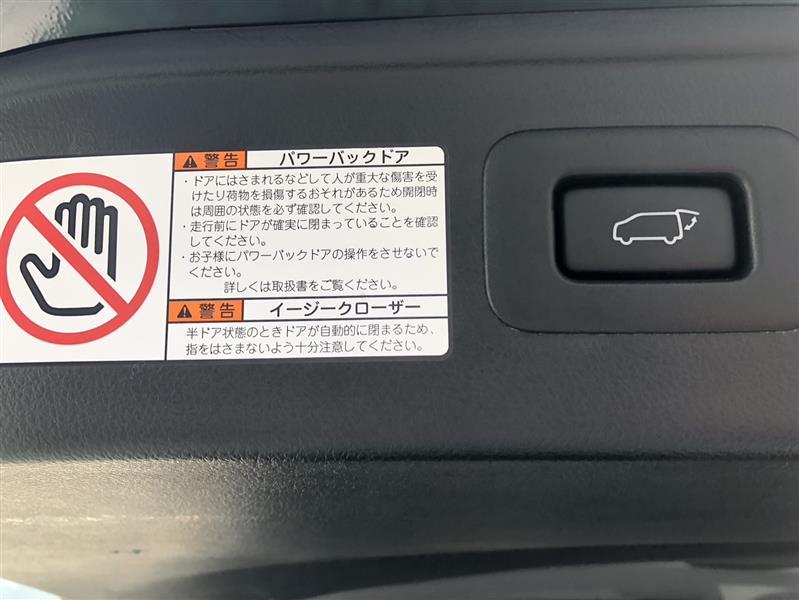 警告 パワーバックドア
・ドアにはさまれるなどして人が重大な傷害を受
けたり荷物を損傷するおそれがあるため開閉時
は周囲の状態を必ず確認してください。
・走行前にドアが確実に閉まっていることを確認
してください。
・お子様にパワーバックドアの操作をさせないで
ください。
詳しくは取扱書をご覧ください。
警告 イージークローザー
半ドア状態のときドアが自動的に閉まるため、
指をはさまないよう十分注意してください。